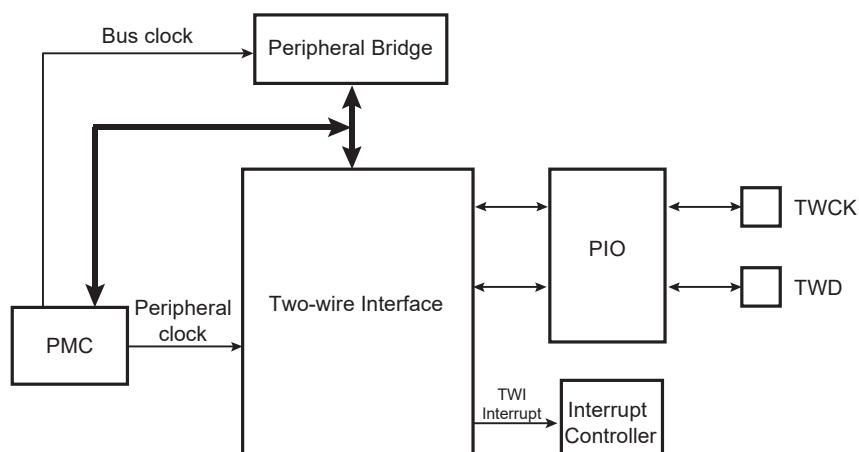 Bus clock
Peripheral Bridge
TWCK
PIO
TWD
Two-wire Interface
Peripheral
clock
PMC
TWI
Interrupt
Interrupt
Controller